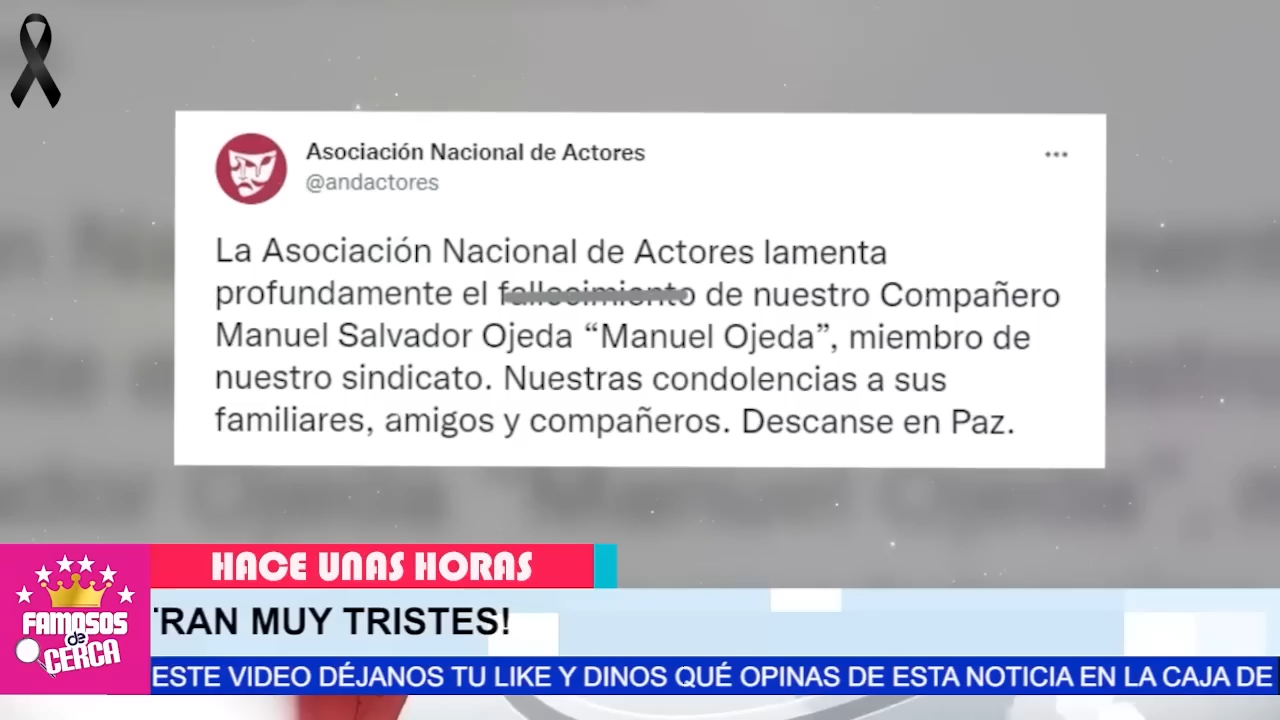 Asociación Nacional de Actores
@andactores
La Asociación Nacional de Actores lamenta
profundamente el fallecimiento de nuestro Compañero
Manuel Salvador Ojeda “Manuel Ojeda”, miembro de
nuestro sindicato. Nuestras condolencias a sus
familiares, amigos y compañeros. Descanse en Paz.
HACE UNAS HORAS
TRAN MUY TRISTES!
FAMOSOS
de
CERCA
ESTE VIDEO DÉJANOS TU LIKE Y DINOS QUÉ OPINAS DE ESTA NOTICIA EN LA CAJA DE